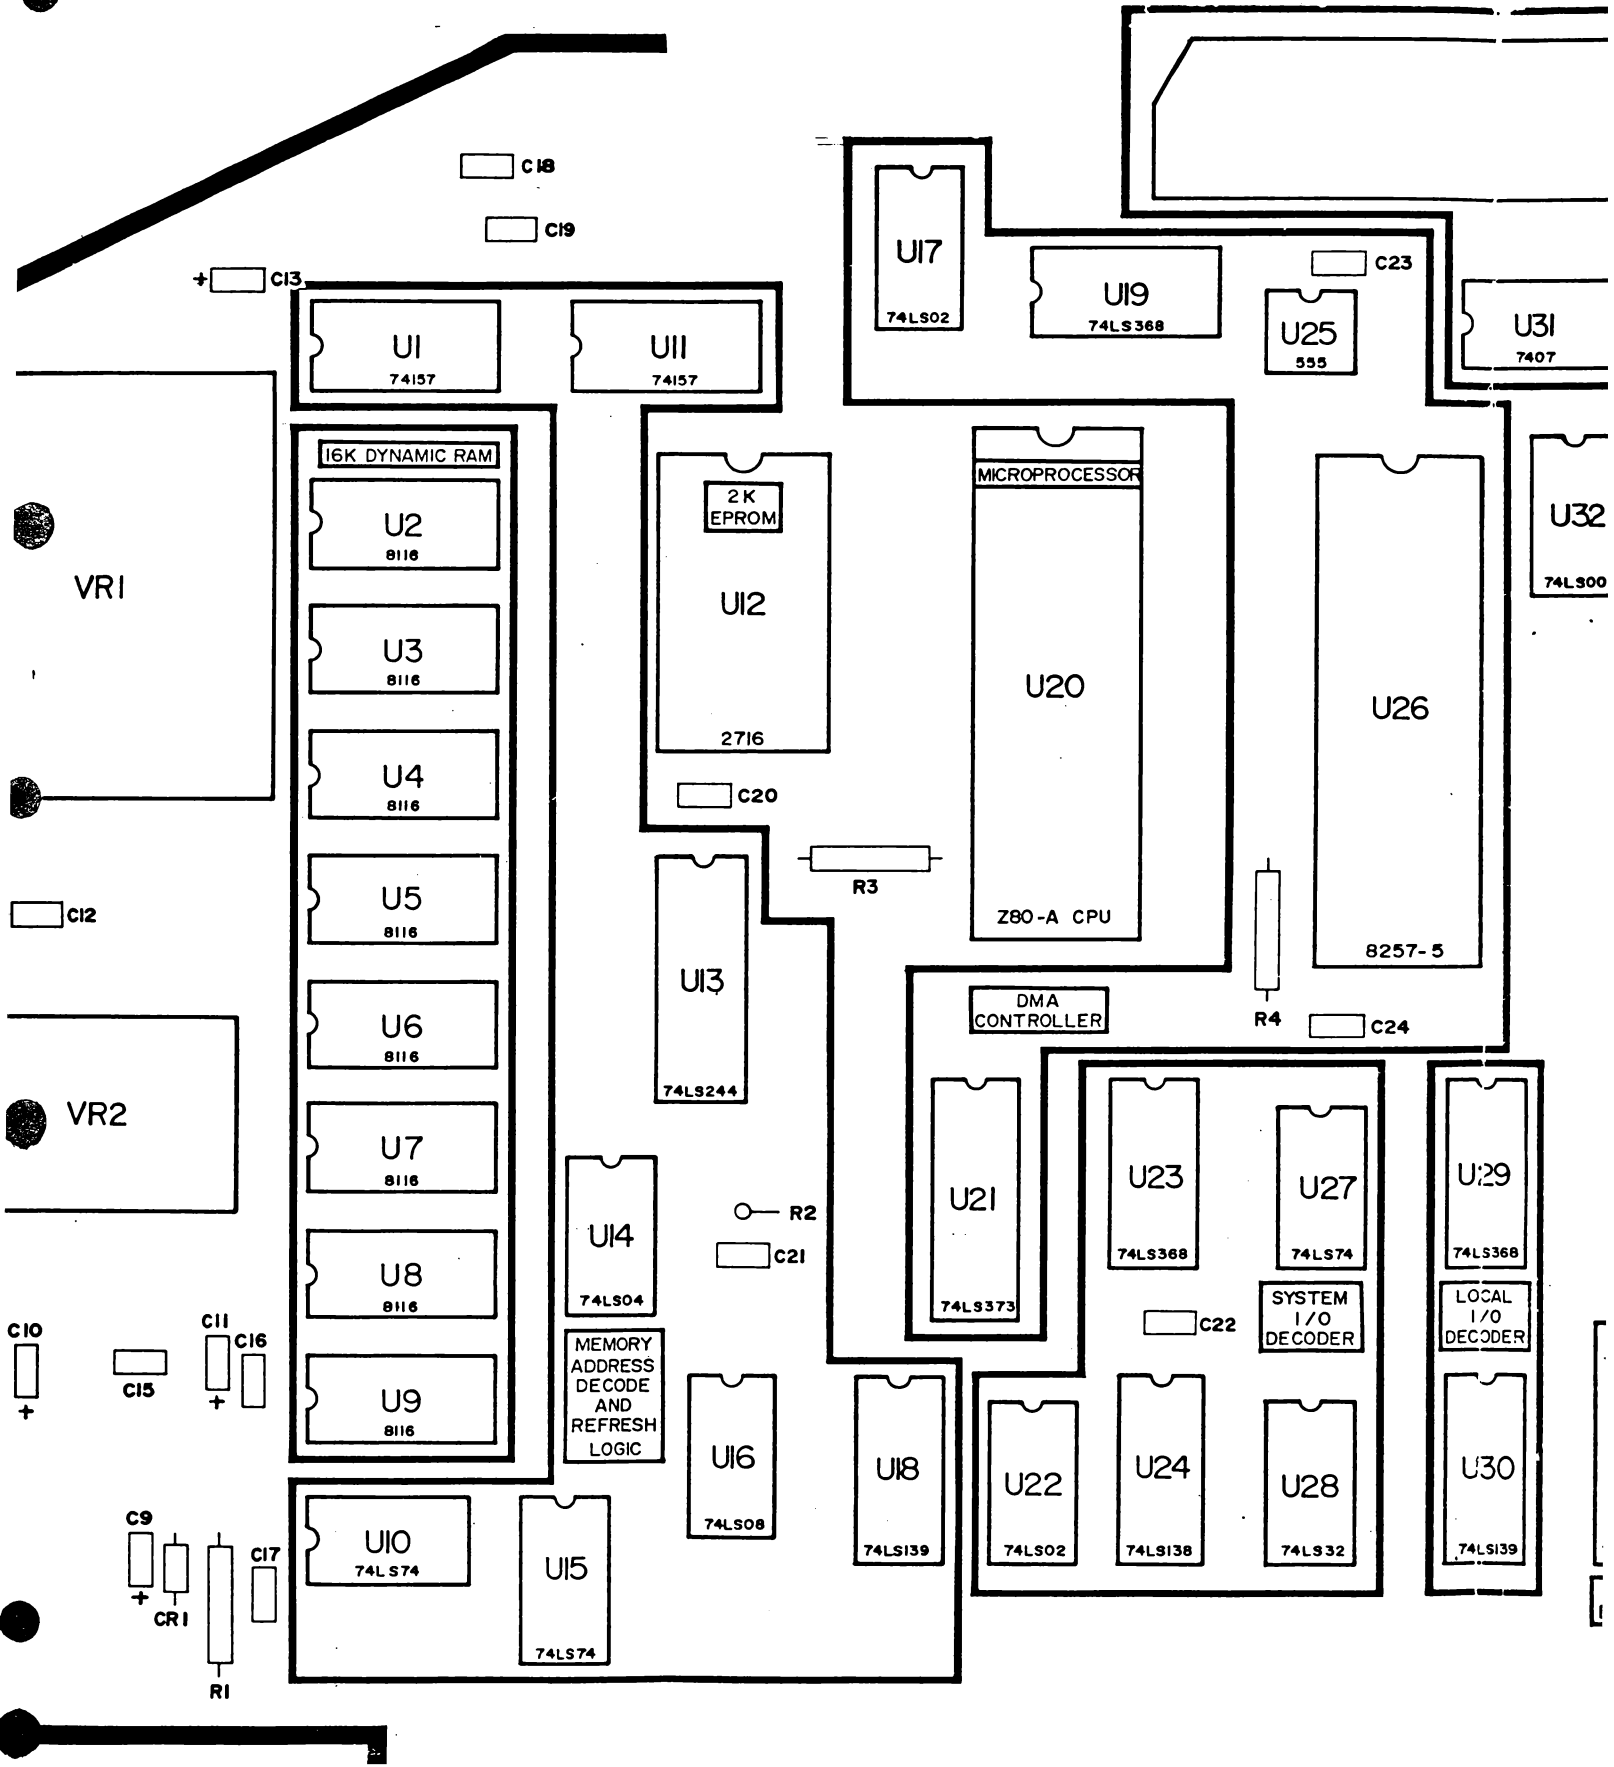 C18
C19
+ C13
U17
74LS02
U19
74LS368
C23
U25
555
U31
7407
U1
74157
U11
74157
16K DYNAMIC RAM
U2
8116
U3
8116
U4
8116
U5
8116
U6
8116
U7
8116
U8
8116
U9
8116
VR1
C12
VR2
2K
EPROM
U12
2716
C20
R3
MICROPROCESSOR
U20
Z80-A CPU
U26
8257-5
U32
74LS00
R4
C24
U13
74LS244
DMA
CONTROLLER
U21
74LS373
U23
74LS368
U27
74LS74
U29
74LS368
U14
74LS04
R2
C21
C22
SYSTEM
I/O
DECODER
LOCAL
I/O
DECODER
C10
+
C15
C11
+
C16
MEMORY
ADDRESS
DECODE
AND
REFRESH
LOGIC
U16
74LS08
U18
74LS139
U22
74LS02
U24
74LS138
U28
74LS32
U30
74LS139
C9
+
CR1
R1
C17
U10
74LS74
U15
74LS74